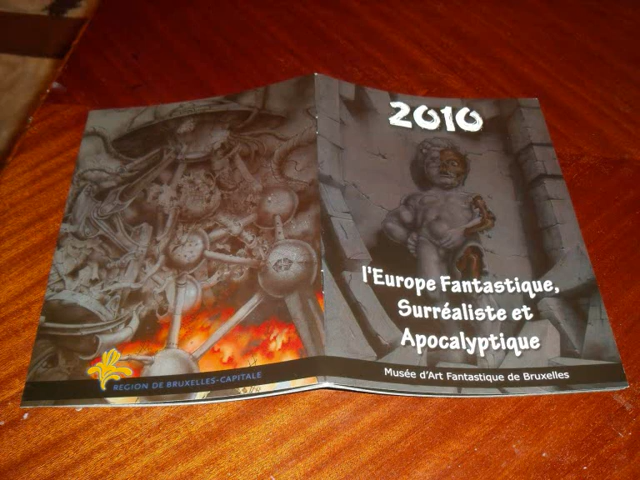 2010
l'Europe Fantastique,
Surréaliste et
Apocalyptique
Musée d'Art Fantastique de Bruxelles
REGION DE BRUXELLES-CAPITALE